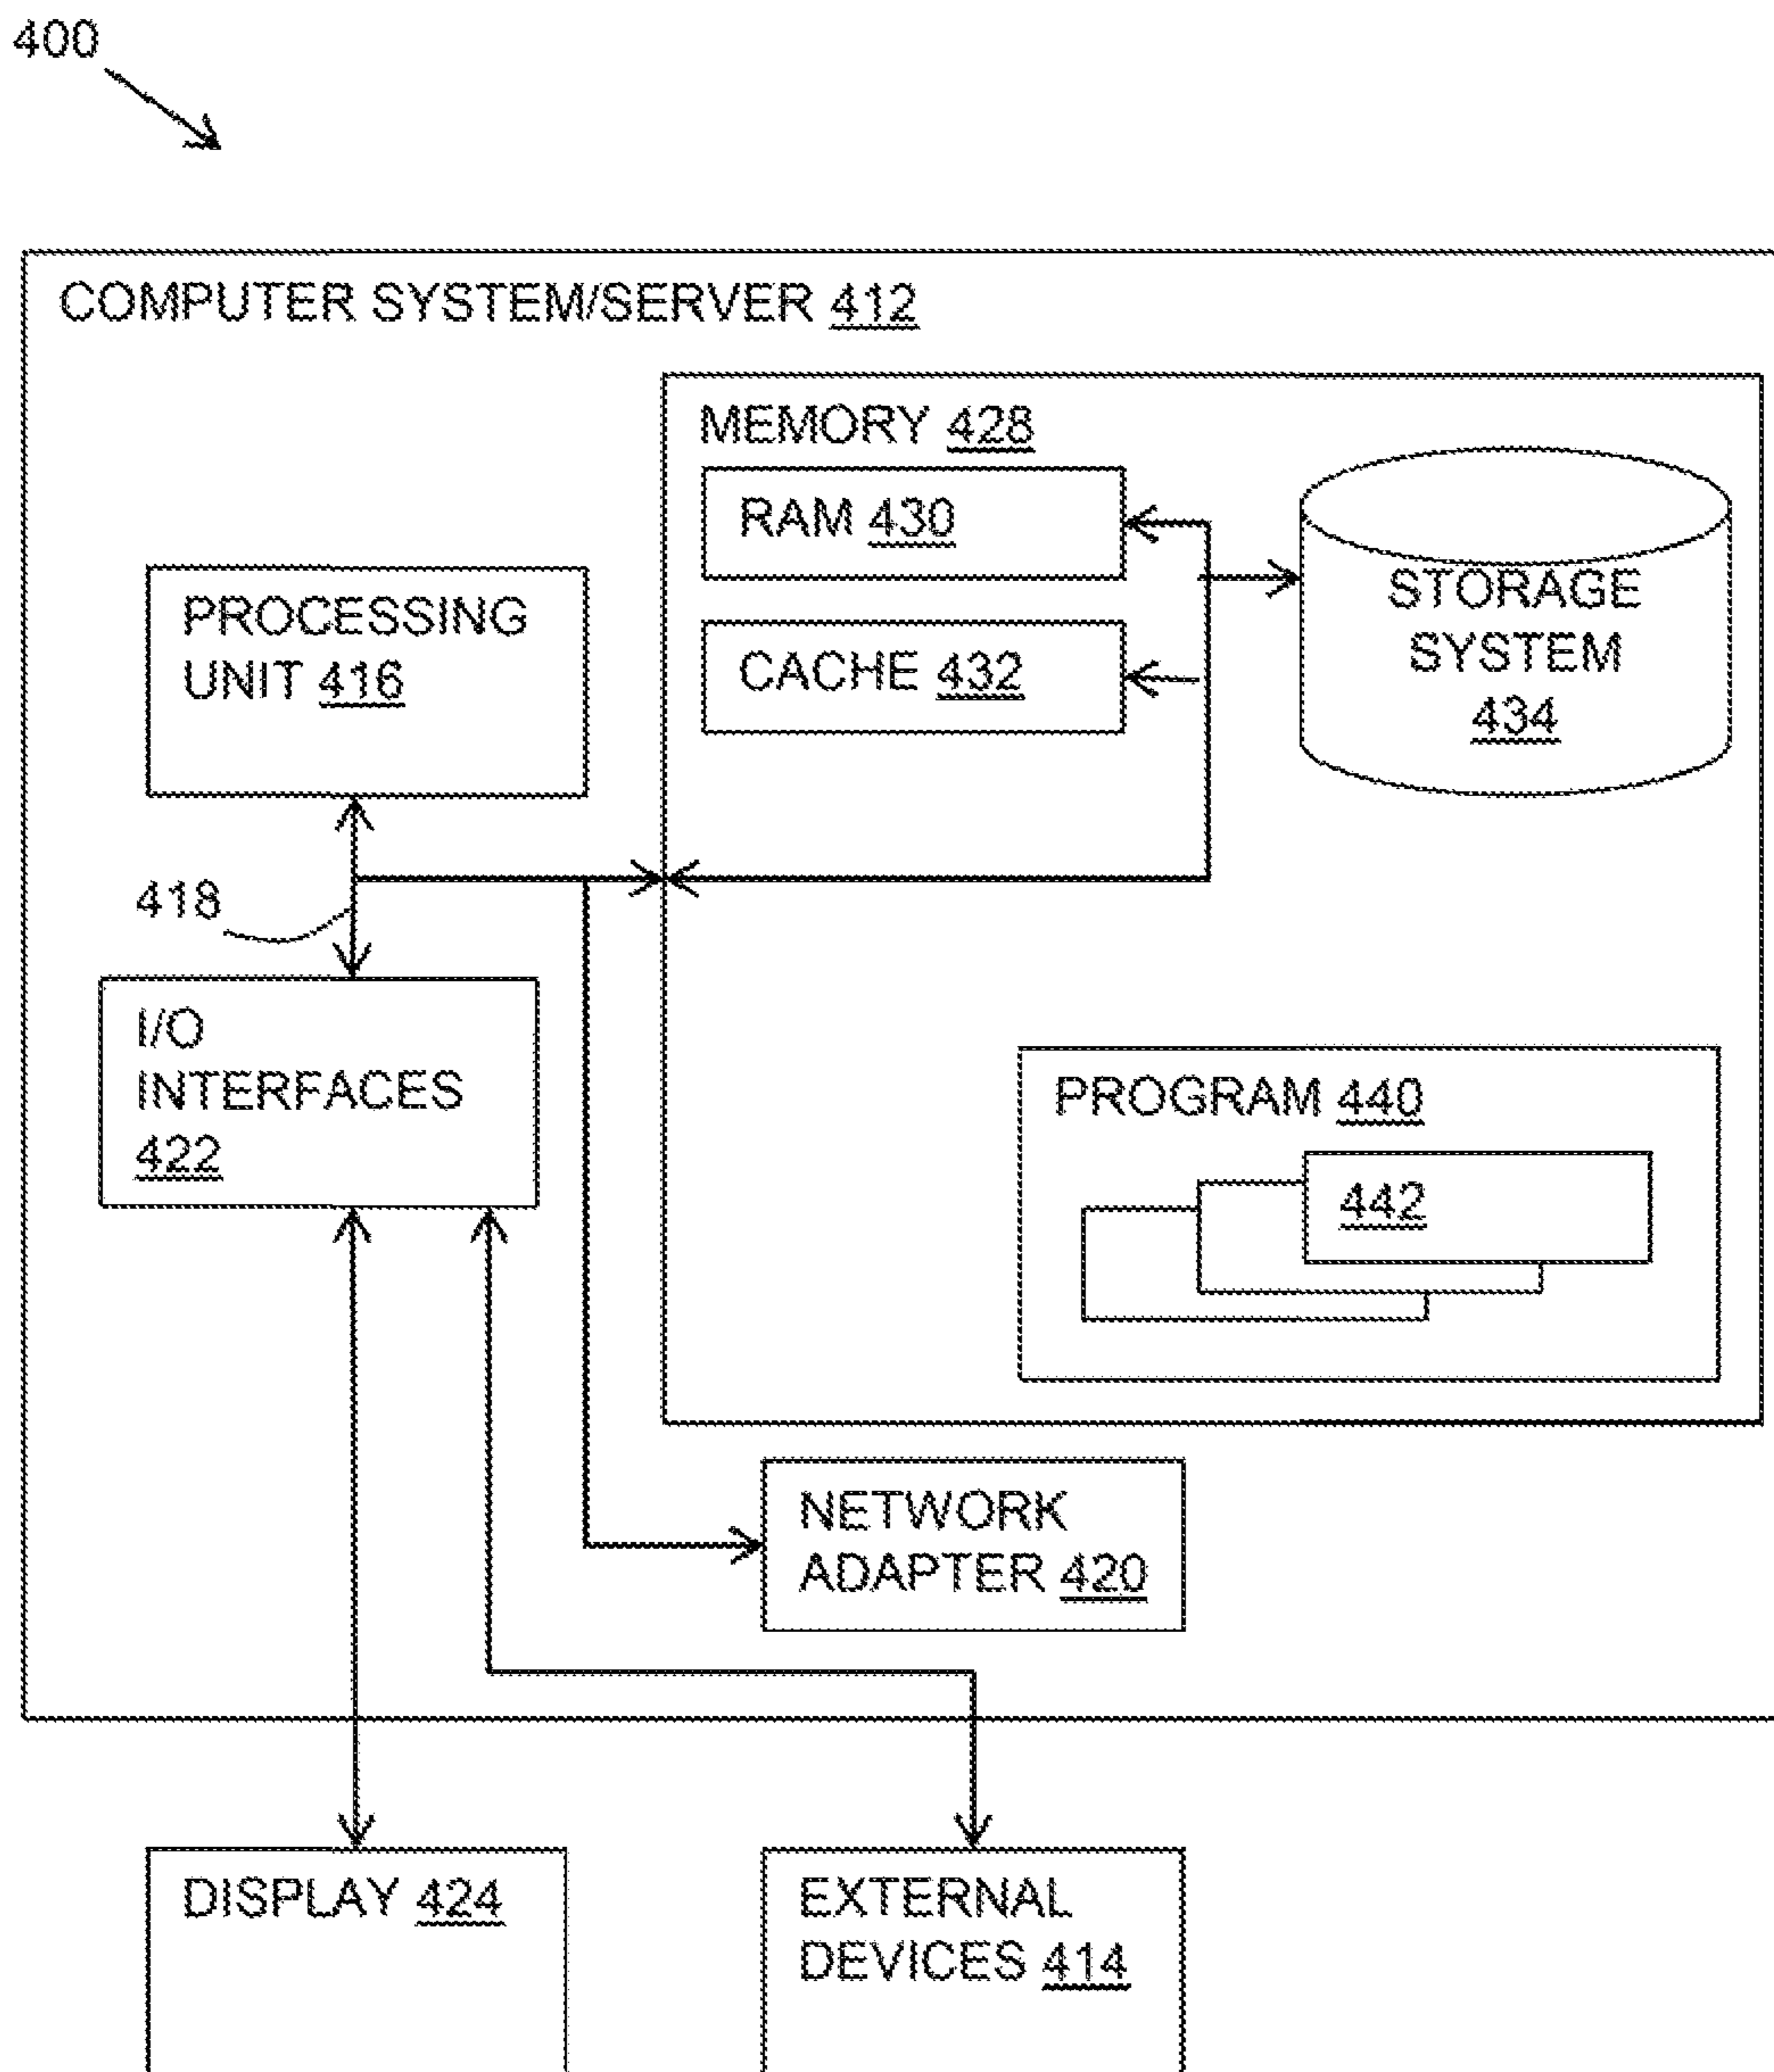 400
COMPUTER SYSTEM/SERVER 412
MEMORY 428
RAM 430
CACHE 432
STORAGE
SYSTEM
434
PROCESSING
UNIT 416
418
I/O
INTERFACES
422
PROGRAM 440
442
NETWORK
ADAPTER 420
DISPLAY 424
EXTERNAL
DEVICES 414